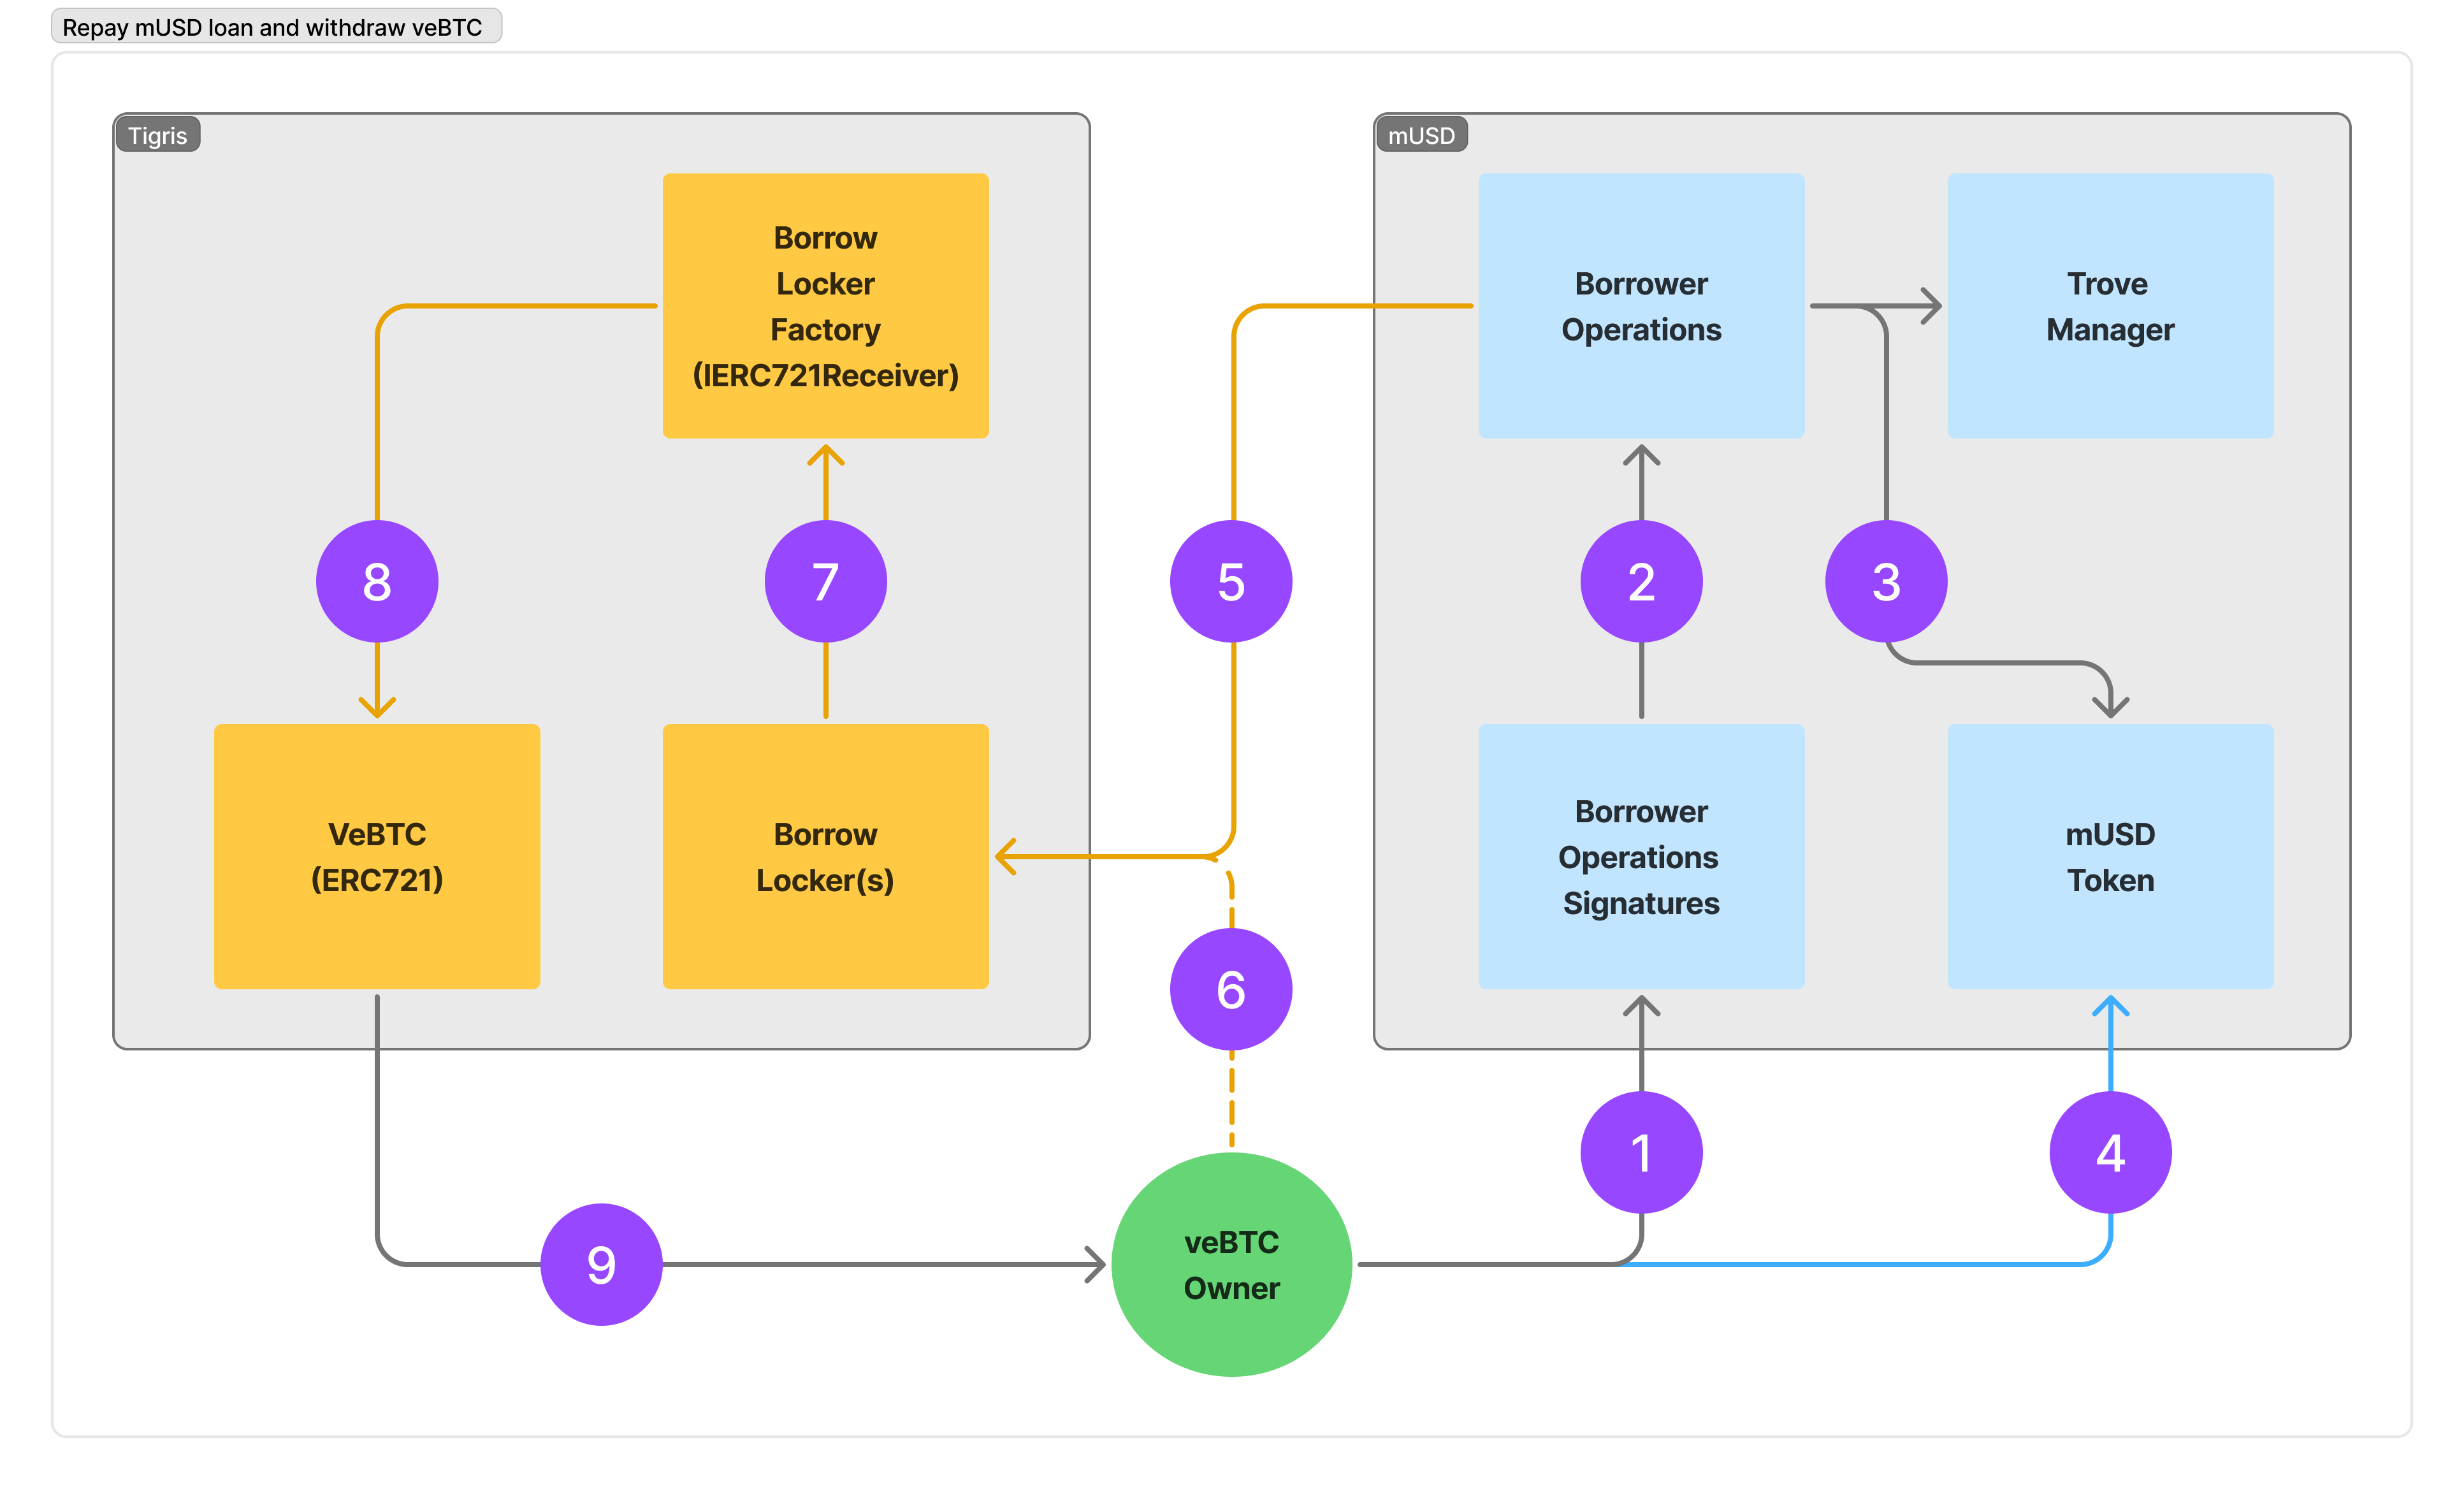 Repay mUSD loan and withdraw veBTC
Tigris
mUSD
Borrow
Locker
Factory
(IERC721Receiver)
Borrower
Operations
Trove
Manager
8
7
5
2
3
VeBTC
(ERC721)
Borrow
Locker(s)
Borrower
Operations
Signatures
mUSD
Token
6
1
4
9
veBTC
Owner